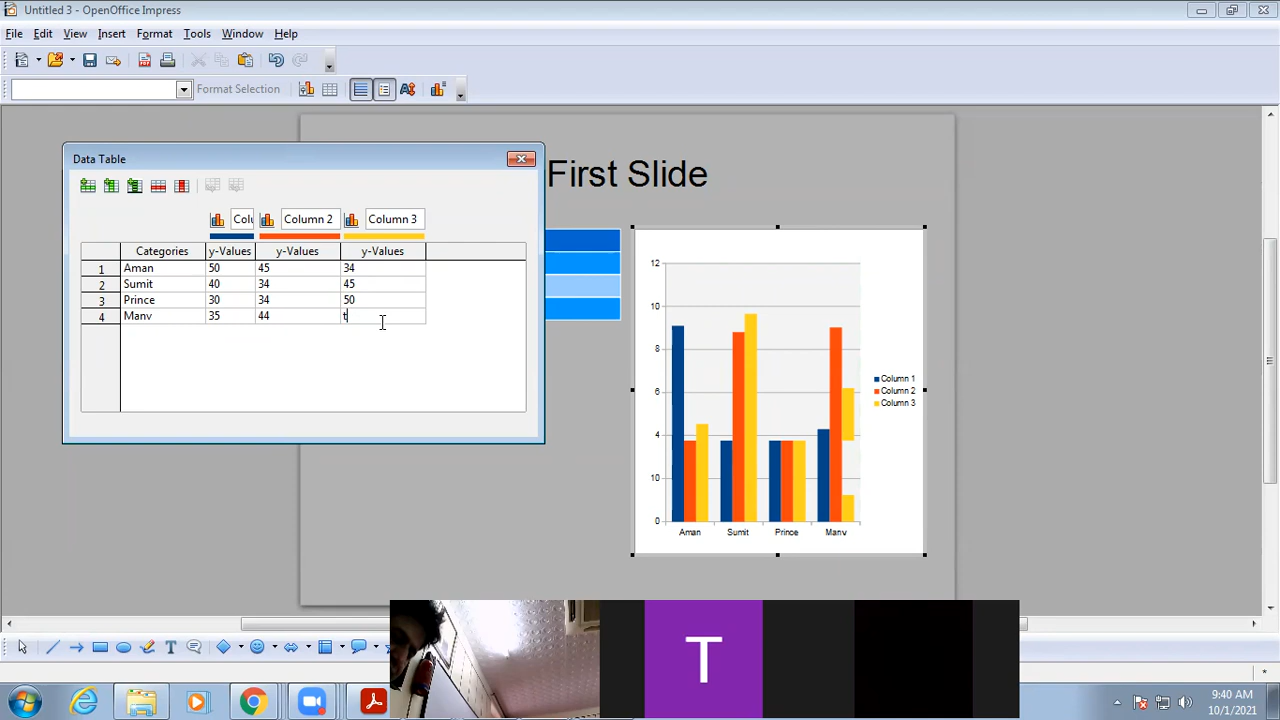 Untitled 3 - OpenOffice Impress
File Edit View Insert Format Tools Window Help
Format Selection
Data Table
First Slide
Colu Column 2 Column 3
Categories y-Values y-Values y-Values
1 Aman 50 45 34
2 Sumit 40 34 45
3 Prince 30 34 50
4 Manv 35 44 t
12
10
8
6
4
10
0
Aman Sumit Prince Manv
Column 1
Column 2
Column 3
T
9:40 AM
10/1/2021